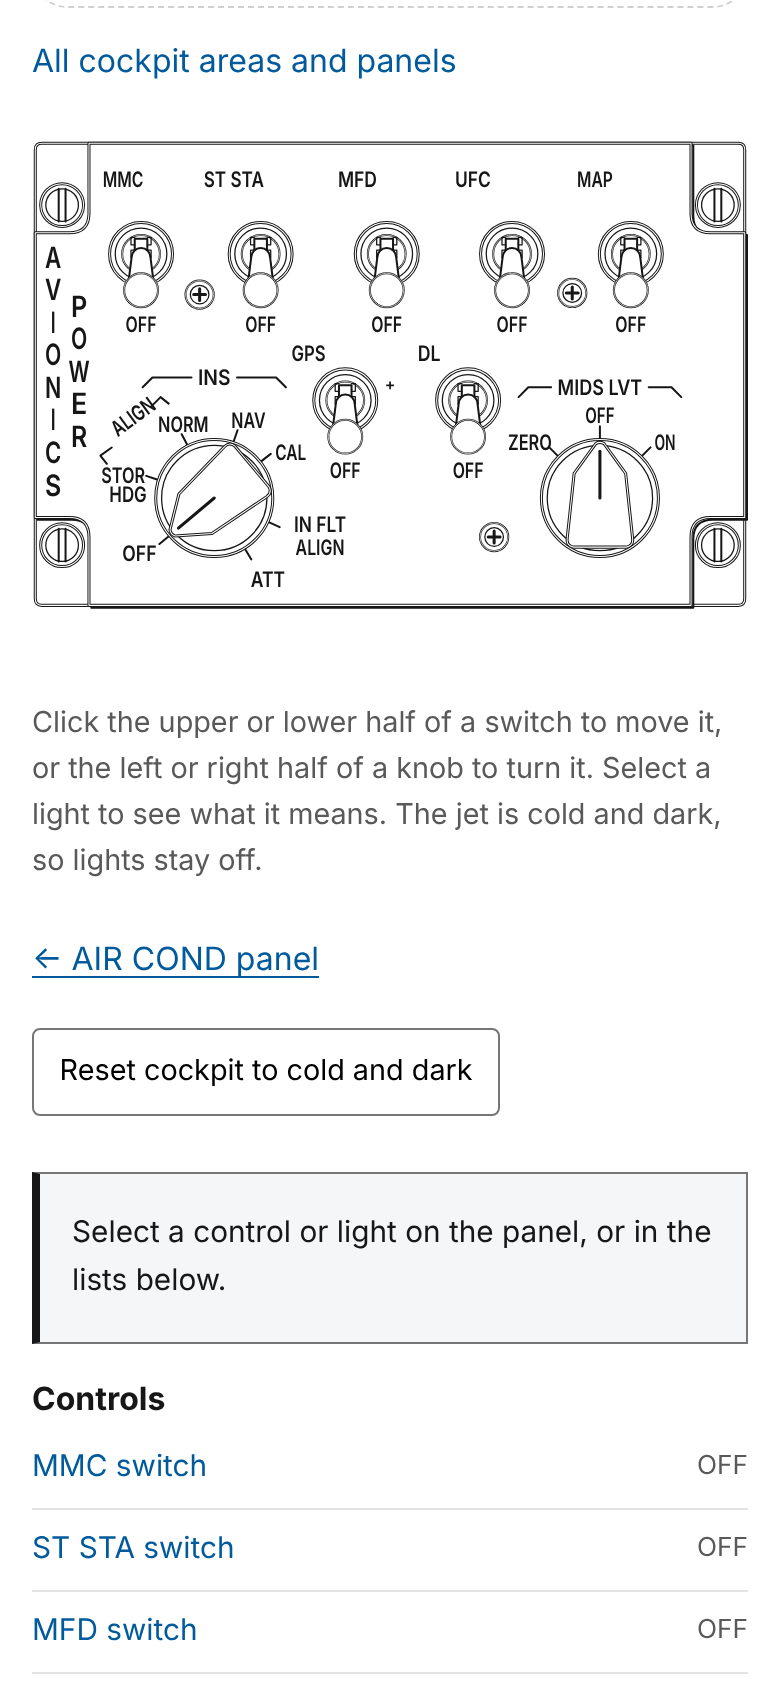 All cockpit areas and panels
MMC ST STA MFD UFC MAP
OFF OFF OFF OFF OFF
AVIONICS
POWER
GPS DL
INS
MIDS LVT
ALIGN
NORM NAV
OFF
CAL
ZERO ON
STOR
HDG
OFF OFF
IN FLT
ALIGN
OFF
ATT
Click the upper or lower half of a switch to move it,
or the left or right half of a knob to turn it. Select a
light to see what it means. The jet is cold and dark,
so lights stay off.
← AIR COND panel
Reset cockpit to cold and dark
Select a control or light on the panel, or in the
lists below.
Controls
MMC switch OFF
ST STA switch OFF
MFD switch OFF